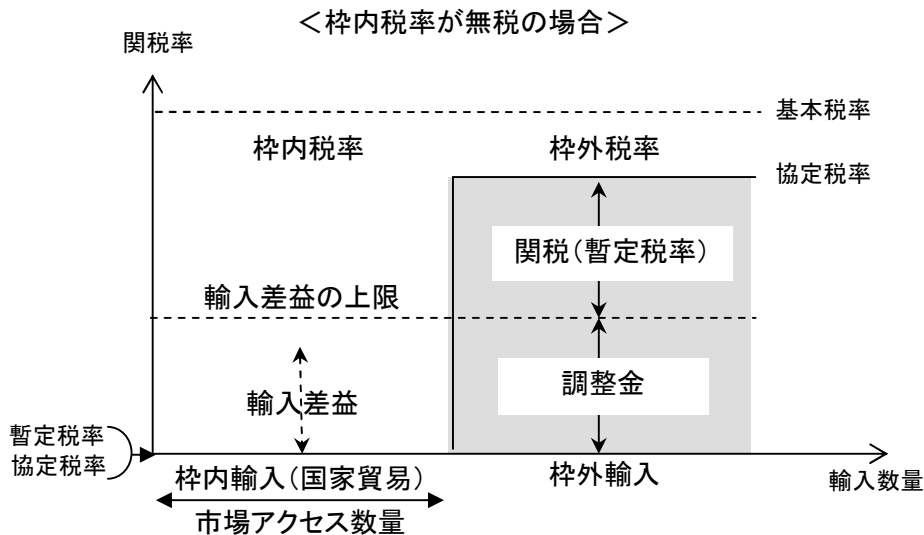 <枠内税率が無税の場合>
関税率
基本税率
枠内税率
枠外税率
協定税率
関税(暫定税率)
輸入差益の上限
輸入差益
調整金
暫定税率
協定税率
枠内輸入(国家貿易)
枠外輸入
輸入数量
市場アクセス数量